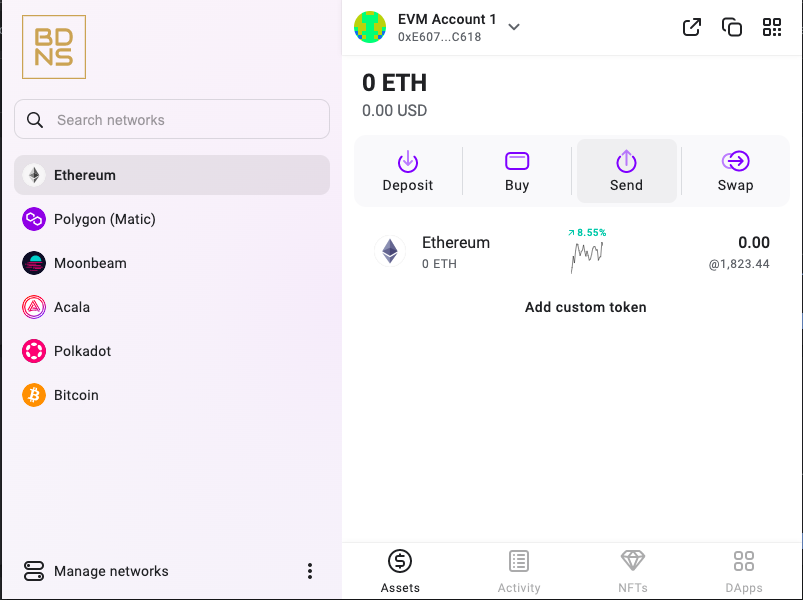 BD
NS
Search networks
Ethereum
Polygon (Matic)
Moonbeam
Acala
Polkadot
Bitcoin
Manage networks
EVM Account 1
0xE607...C618
0 ETH
0.00 USD
Deposit
Buy
Send
Swap
Ethereum
0 ETH
8.55%
0.00
@1,823.44
Add custom token
Assets
Activity
NFTs
DApps